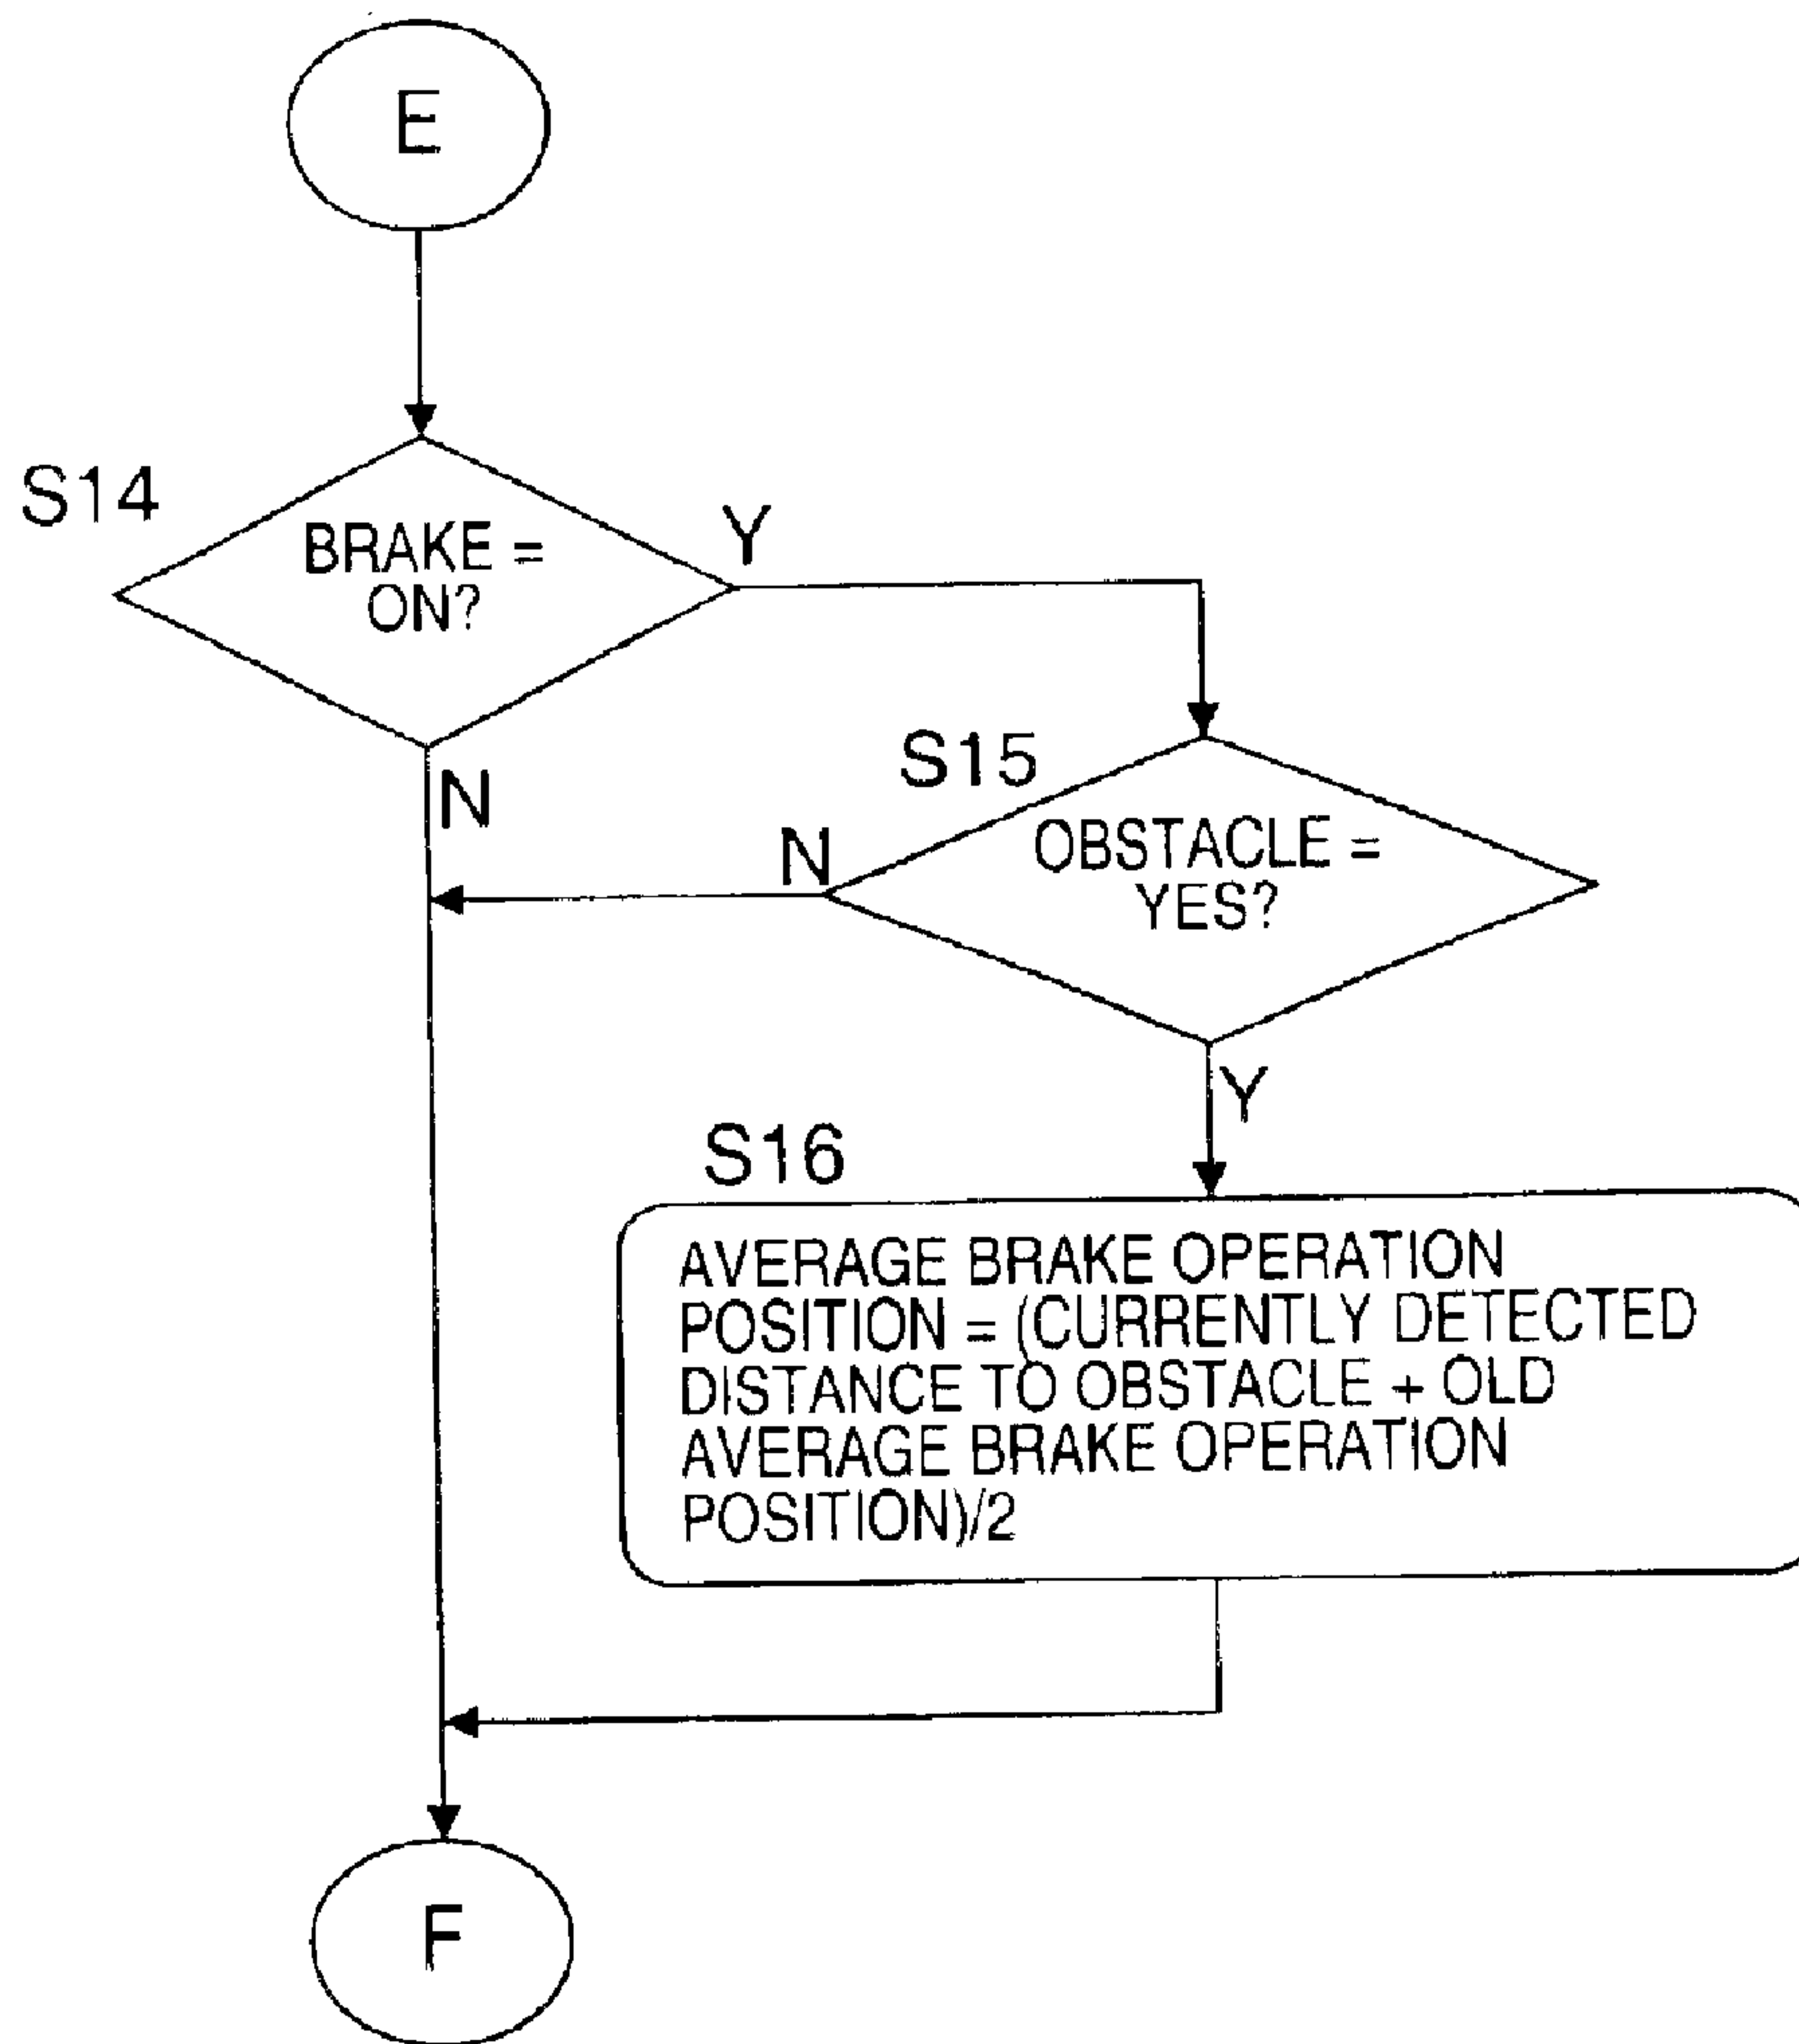 E
S14
BRAKE =
ON?
Y
N
S15
OBSTACLE =
YES?
N
Y
S16
AVERAGE BRAKE OPERATION
POSITION = (CURRENTLY DETECTED
DISTANCE TO OBSTACLE + OLD
AVERAGE BRAKE OPERATION
POSITION)/2
F